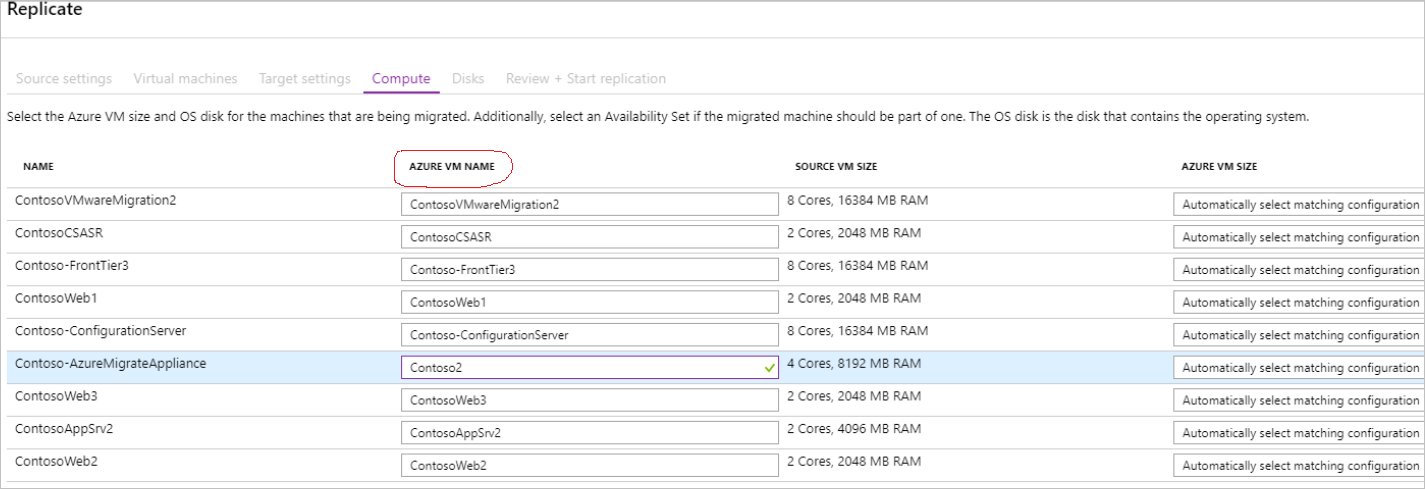 Replicate
Source settings Virtual machines Target settings Compute Disks Review + Start replication
Select the Azure VM size and OS disk for the machines that are being migrated. Additionally, select an Availability Set if the migrated machine should be part of one. The OS disk is the disk that contains the operating system.
NAME AZURE VM NAME SOURCE VM SIZE AZURE VM SIZE
ContosoVMwareMigration2 ContosoVMwareMigration2 8 Cores, 16384 MB RAM Automatically select matching configuration
ContosoCSASR ContosoCSASR 2 Cores, 2048 MB RAM Automatically select matching configuration
Contoso-FrontTier3 Contoso-FrontTier3 8 Cores, 16384 MB RAM Automatically select matching configuration
ContosoWeb1 ContosoWeb1 2 Cores, 2048 MB RAM Automatically select matching configuration
Contoso-ConfigurationServer Contoso-ConfigurationServer 8 Cores, 16384 MB RAM Automatically select matching configuration
Contoso-AzureMigrateAppliance Contoso2 4 Cores, 8192 MB RAM Automatically select matching configuration
ContosoWeb3 ContosoWeb3 2 Cores, 2048 MB RAM Automatically select matching configuration
ContosoAppSrv2 ContosoAppSrv2 2 Cores, 4096 MB RAM Automatically select matching configuration
ContosoWeb2 ContosoWeb2 2 Cores, 2048 MB RAM Automatically select matching configuration